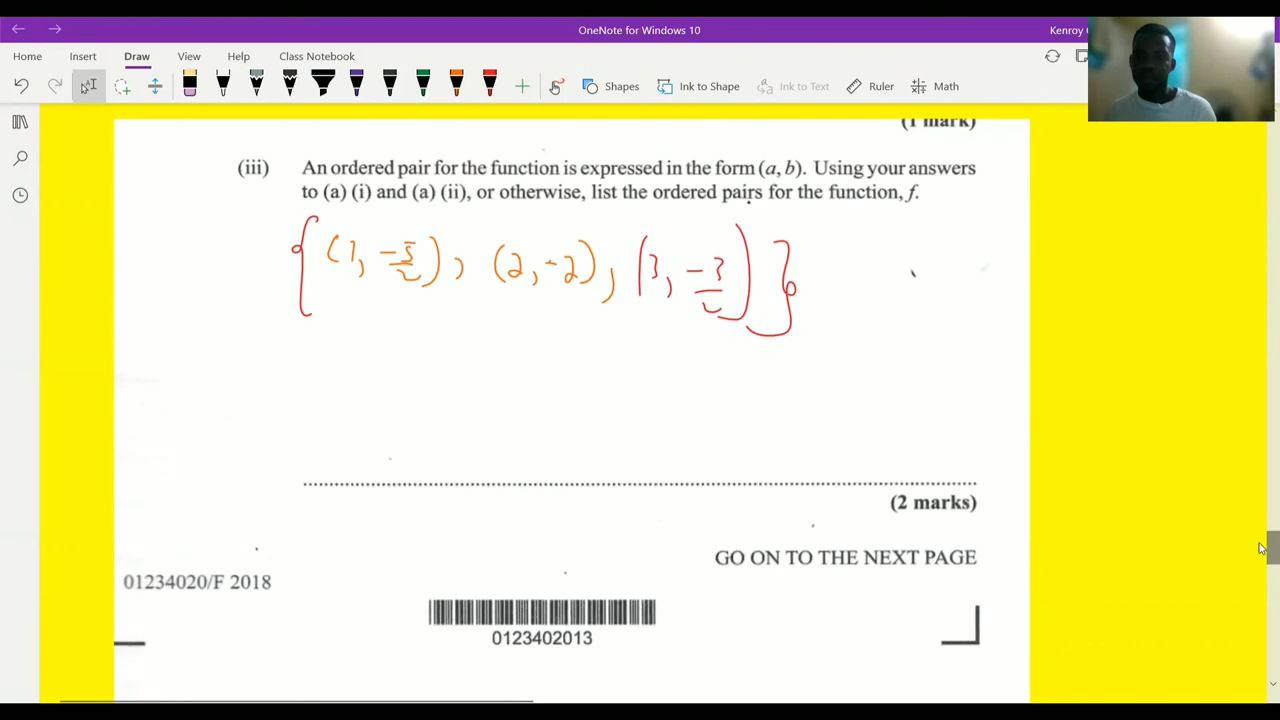 OneNote for Windows 10
Kenroy
Home Insert Draw View Help Class Notebook
Shapes Ink to Shape Ink to Text Ruler Math
(1 mark)
(iii) An ordered pair for the function is expressed in the form (a, b). Using your answers
to (a) (i) and (a) (ii), or otherwise, list the ordered pairs for the function, f.
{ (1, -5/2), (2, -2), (3, -3/2) }
(2 marks)
GO ON TO THE NEXT PAGE
01234020/F 2018
0123402013